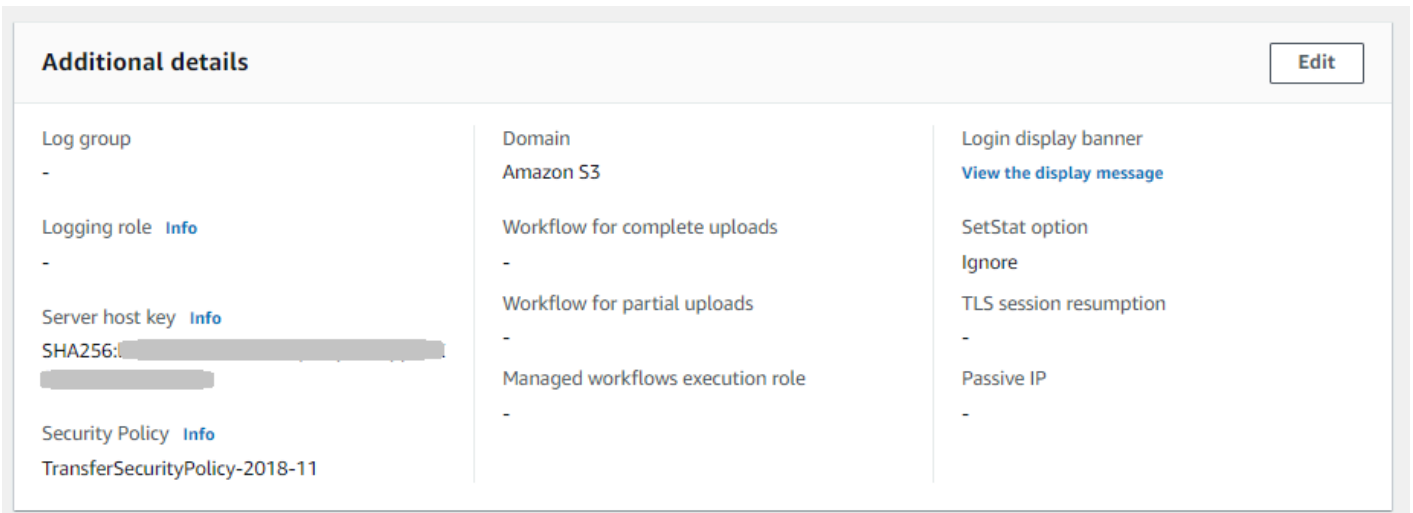 Additional details
Edit
Log group
-
Logging role Info
-
Server host key Info
SHA256:
Security Policy Info
TransferSecurityPolicy-2018-11
Domain
Amazon S3
Workflow for complete uploads
-
Workflow for partial uploads
-
Managed workflows execution role
-
Login display banner
View the display message
SetStat option
Ignore
TLS session resumption
-
Passive IP
-